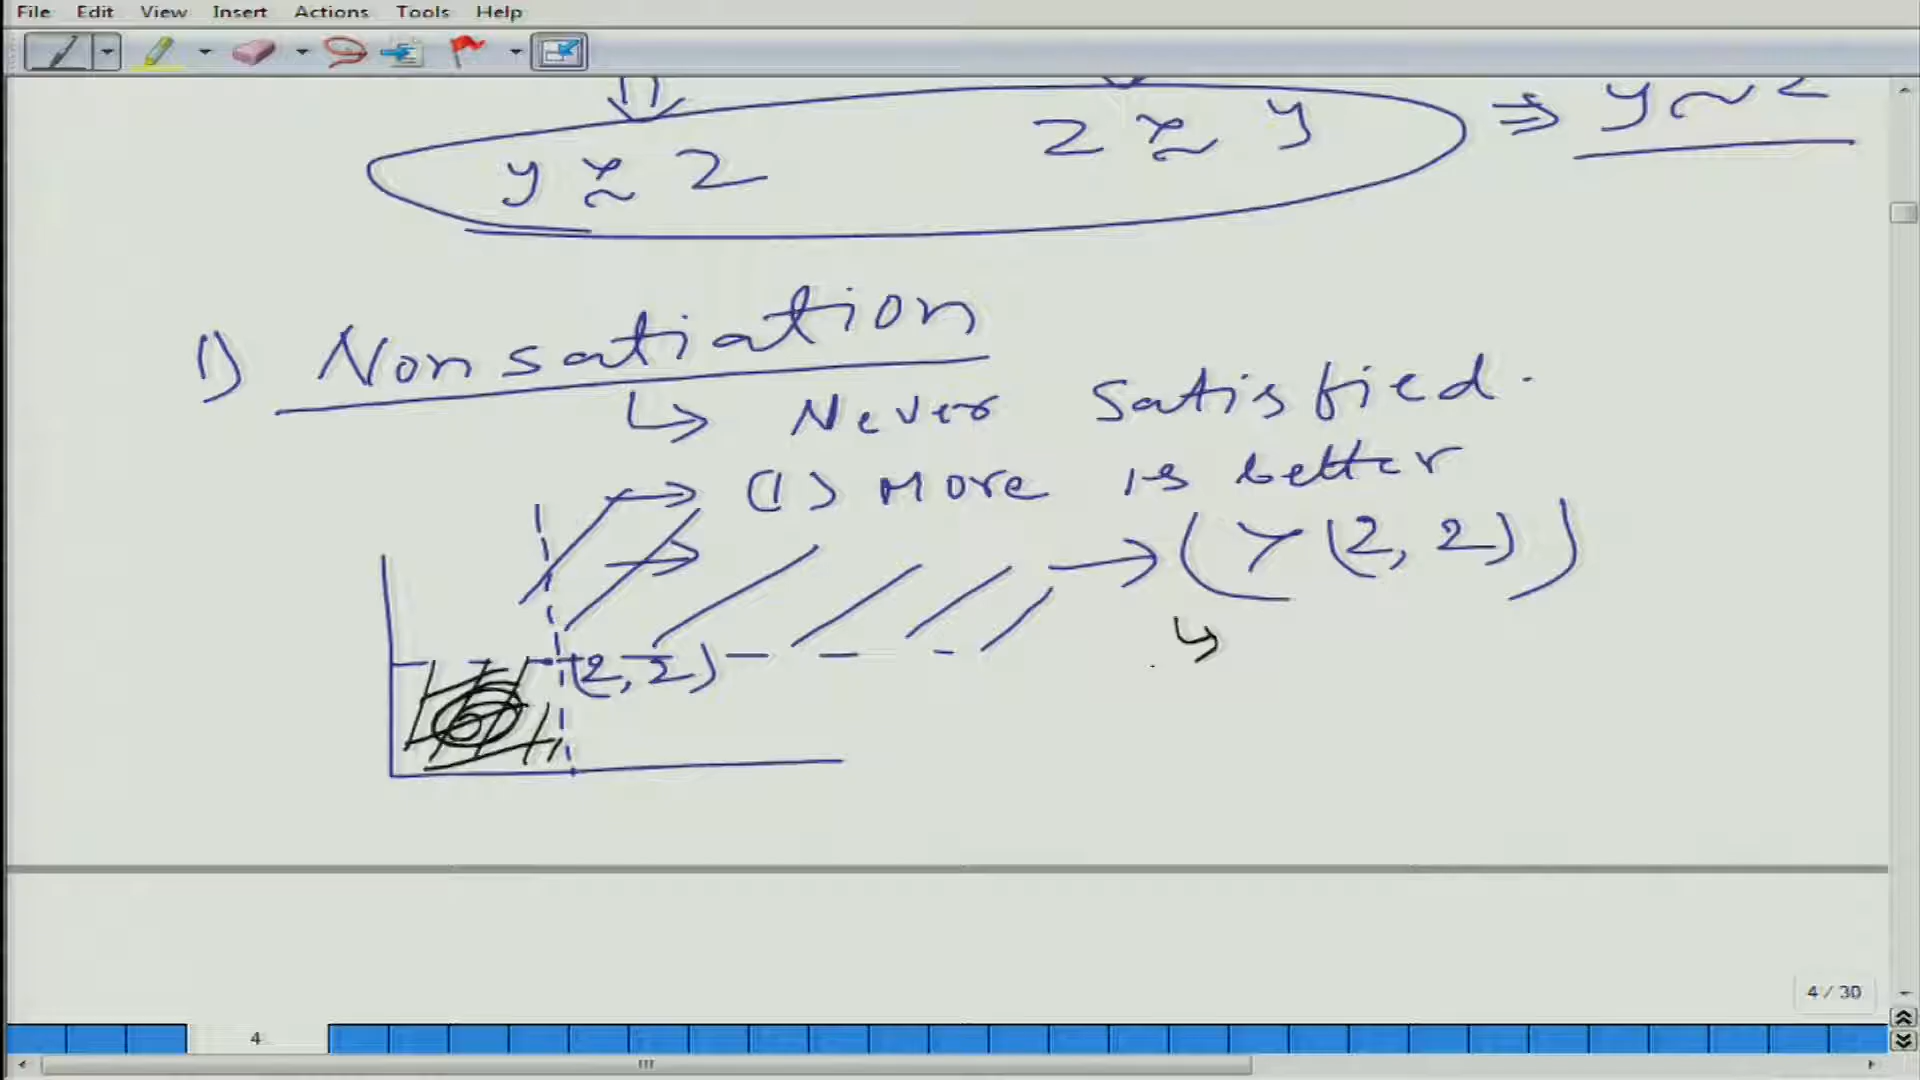 File Edit View Insert Actions Tools Help
y ≿ z z ≿ y ⇒ y ~ z
1) Nonsatiation
↳ Never satisfied.
→ (1) More is better
→ → (≻ (2, 2))
↳
(2, 2)
4 / 30
4